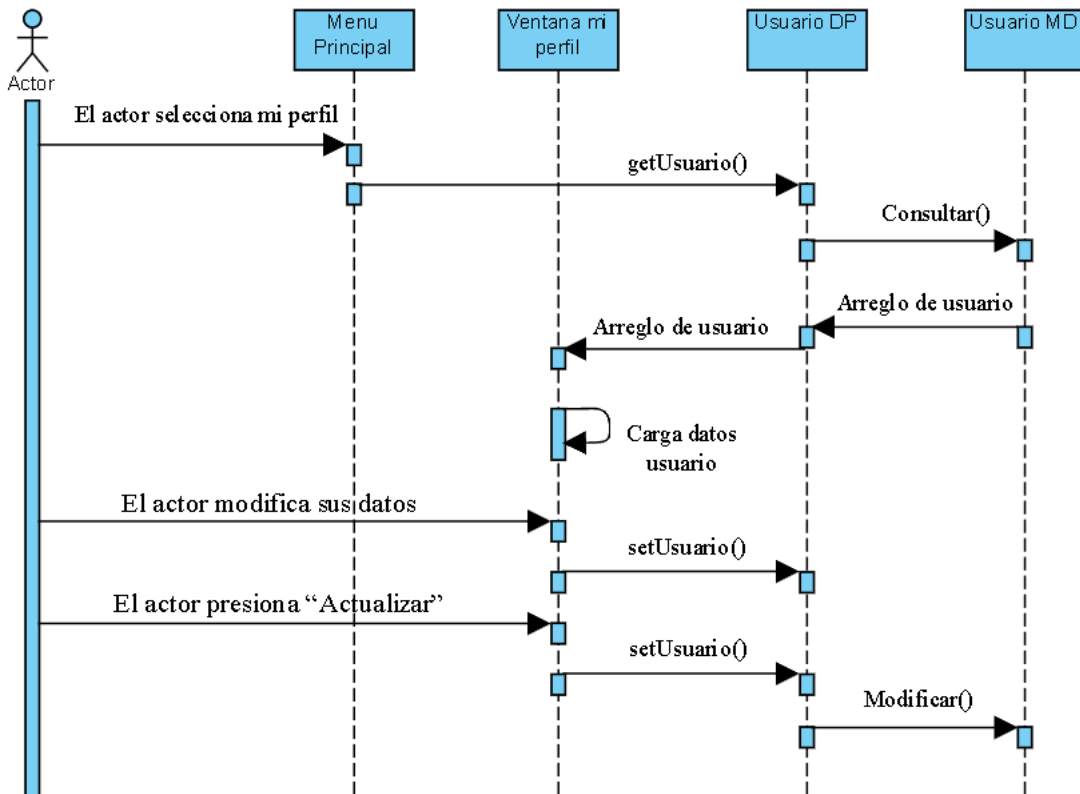 Actor
Menu
Principal
Ventana mi
perfil
Usuario DP
Usuario MD
El actor selecciona mi perfil
getUsuario()
Consultar()
Arreglo de usuario
Arreglo de usuario
Carga datos
usuario
El actor modifica sus datos
setUsuario()
El actor presiona “Actualizar”
setUsuario()
Modificar()